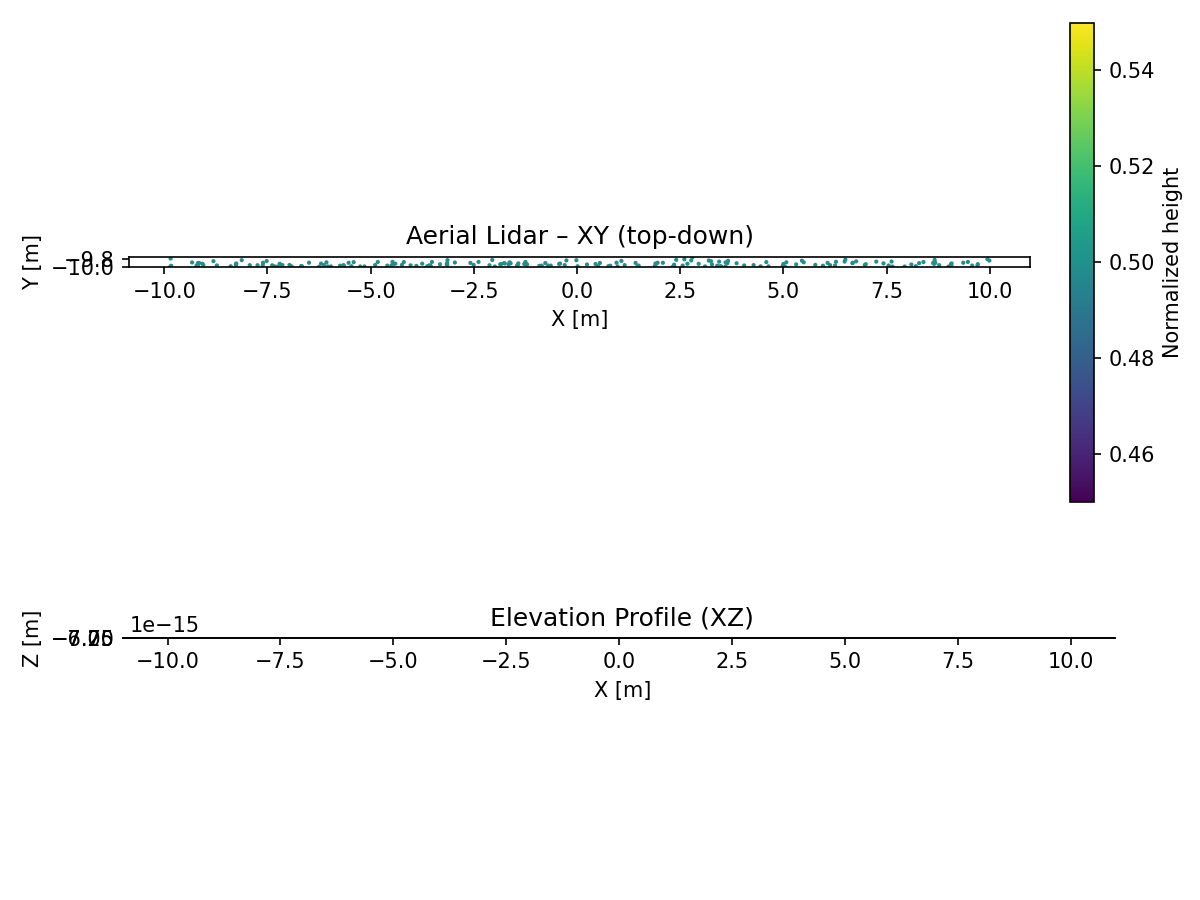 Aerial Lidar – XY (top-down)
Y [m]
−10.0
−10.0 −7.5 −5.0 −2.5 0.0 2.5 5.0 7.5 10.0
X [m]
0.54
0.52
0.50
0.48
0.46
Normalized height
Elevation Profile (XZ)
1e−15
Z [m]
−10.0 −7.5 −5.0 −2.5 0.0 2.5 5.0 7.5 10.0
X [m]